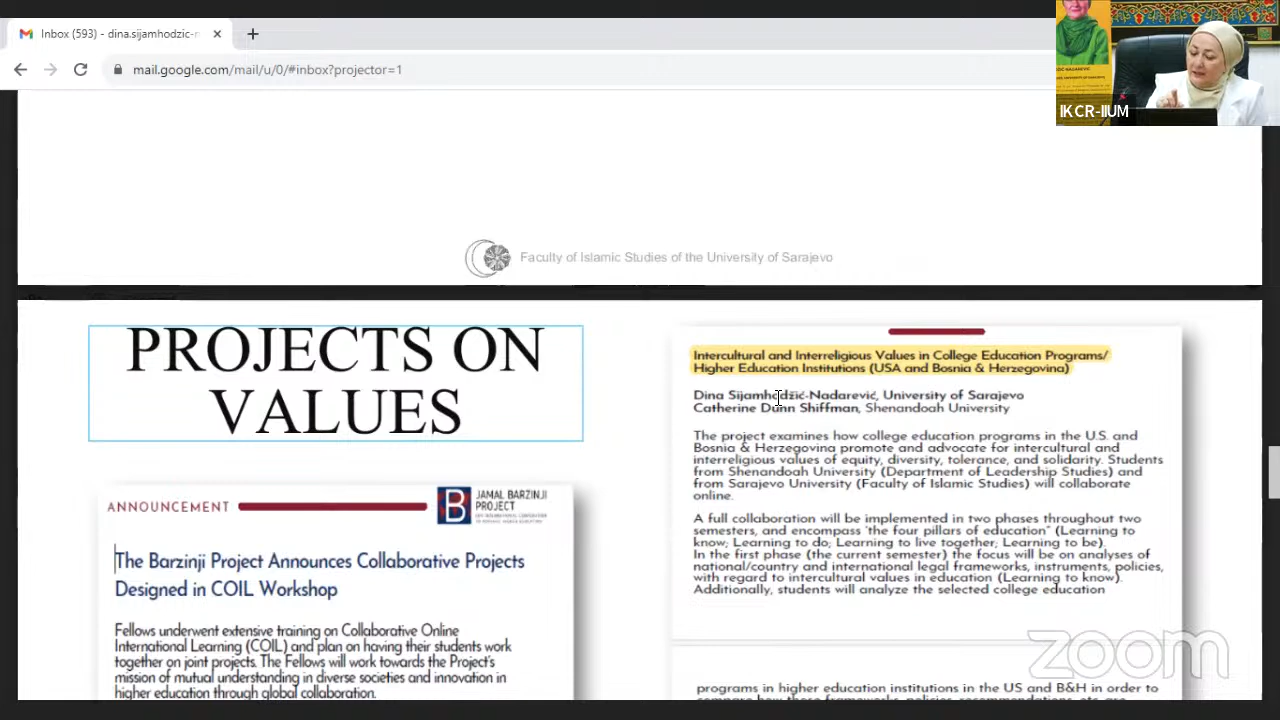 Inbox (593) - dina.sijamhodzic-
mail.google.com/mail/u/0/#inbox?projector=1
IKCR-IIUM
Faculty of Islamic Studies of the University of Sarajevo
PROJECTS ON
VALUES
ANNOUNCEMENT
JAMAL BARZINJI
PROJECT
The Barzinji Project Announces Collaborative Projects
Designed in COIL Workshop
Fellows underwent extensive training on Collaborative Online
International Learning (COIL) and plan on having their students work
together on joint projects. The Fellows will work towards the Project's
mission of mutual understanding in diverse societies and innovation in
higher education through global collaboration.
Intercultural and Interreligious Values in College Education Programs/
Higher Education Institutions (USA and Bosnia & Herzegovina)
Dina Sijamhodzić-Nadarević, University of Sarajevo
Catherine Dunn Shiffman, Shenandoah University
The project examines how college education programs in the U.S. and
Bosnia & Herzegovina promote and advocate for intercultural and
interreligious values of equity, diversity, tolerance, and solidarity. Students
from Shenandoah University (Department of Leadership Studies) and
from Sarajevo University (Faculty of Islamic Studies) will collaborate
online.
A full collaboration will be implemented in two phases throughout two
semesters, and encompass 'the four pillars of education" (Learning to
know; Learning to do; Learning to live together; Learning to be).
In the first phase (the current semester) the focus will be on analyses of
national/country and international legal frameworks, instruments, policies,
with regard to intercultural values in education (Learning to know).
Additionally, students will analyze the selected college education
programs in higher education institutions in the US and B&H in order to
compare how these frameworks, policies, recommendations, etc. are
zoom